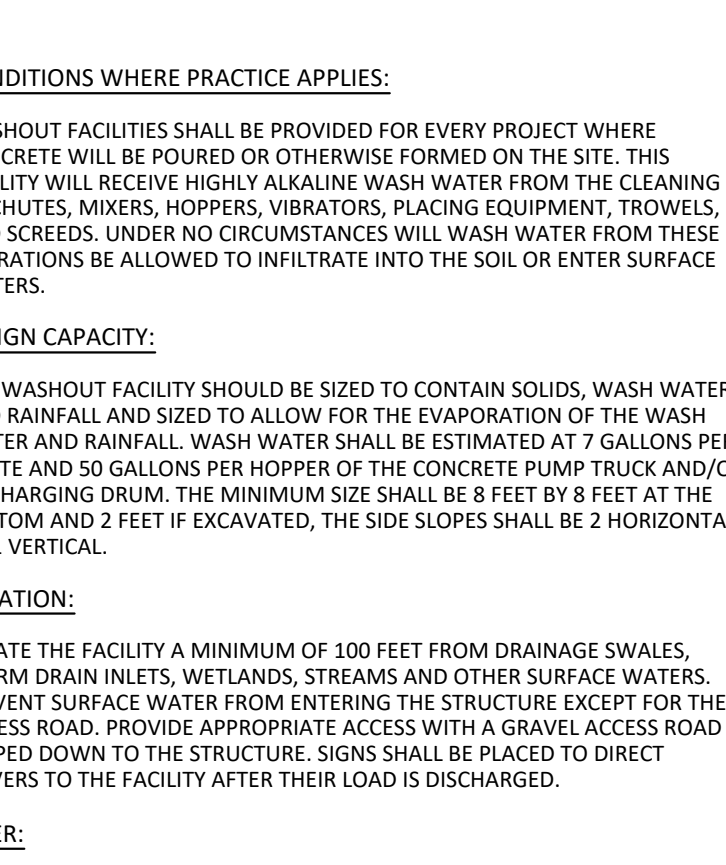 NDITIONS WHERE PRACTICE APPLIES:
SHOUT FACILITIES SHALL BE PROVIDED FOR EVERY PROJECT WHERE
CRETE WILL BE POURED OR OTHERWISE FORMED ON THE SITE. THIS
LITY WILL RECEIVE HIGHLY ALKALINE WASH WATER FROM THE CLEANING
CHUTES, MIXERS, HOPPERS, VIBRATORS, PLACING EQUIPMENT, TROWELS,
SCREEDS. UNDER NO CIRCUMSTANCES WILL WASH WATER FROM THESE
RATIONS BE ALLOWED TO INFILTRATE INTO THE SOIL OR ENTER SURFACE
TERS.
IGN CAPACITY:
WASHOUT FACILITY SHOULD BE SIZED TO CONTAIN SOLIDS, WASH WATER
RAINFALL AND SIZED TO ALLOW FOR THE EVAPORATION OF THE WASH
TER AND RAINFALL. WASH WATER SHALL BE ESTIMATED AT 7 GALLONS PER
TE AND 50 GALLONS PER HOPPER OF THE CONCRETE PUMP TRUCK AND/O
CHARGING DRUM. THE MINIMUM SIZE SHALL BE 8 FEET BY 8 FEET AT THE
TOM AND 2 FEET IF EXCAVATED, THE SIDE SLOPES SHALL BE 2 HORIZONTA
VERTICAL.
ATION:
ATE THE FACILITY A MINIMUM OF 100 FEET FROM DRAINAGE SWALES,
RM DRAIN INLETS, WETLANDS, STREAMS AND OTHER SURFACE WATERS.
VENT SURFACE WATER FROM ENTERING THE STRUCTURE EXCEPT FOR THE
ESS ROAD. PROVIDE APPROPRIATE ACCESS WITH A GRAVEL ACCESS ROAD
PED DOWN TO THE STRUCTURE. SIGNS SHALL BE PLACED TO DIRECT
VERS TO THE FACILITY AFTER THEIR LOAD IS DISCHARGED.
ER: